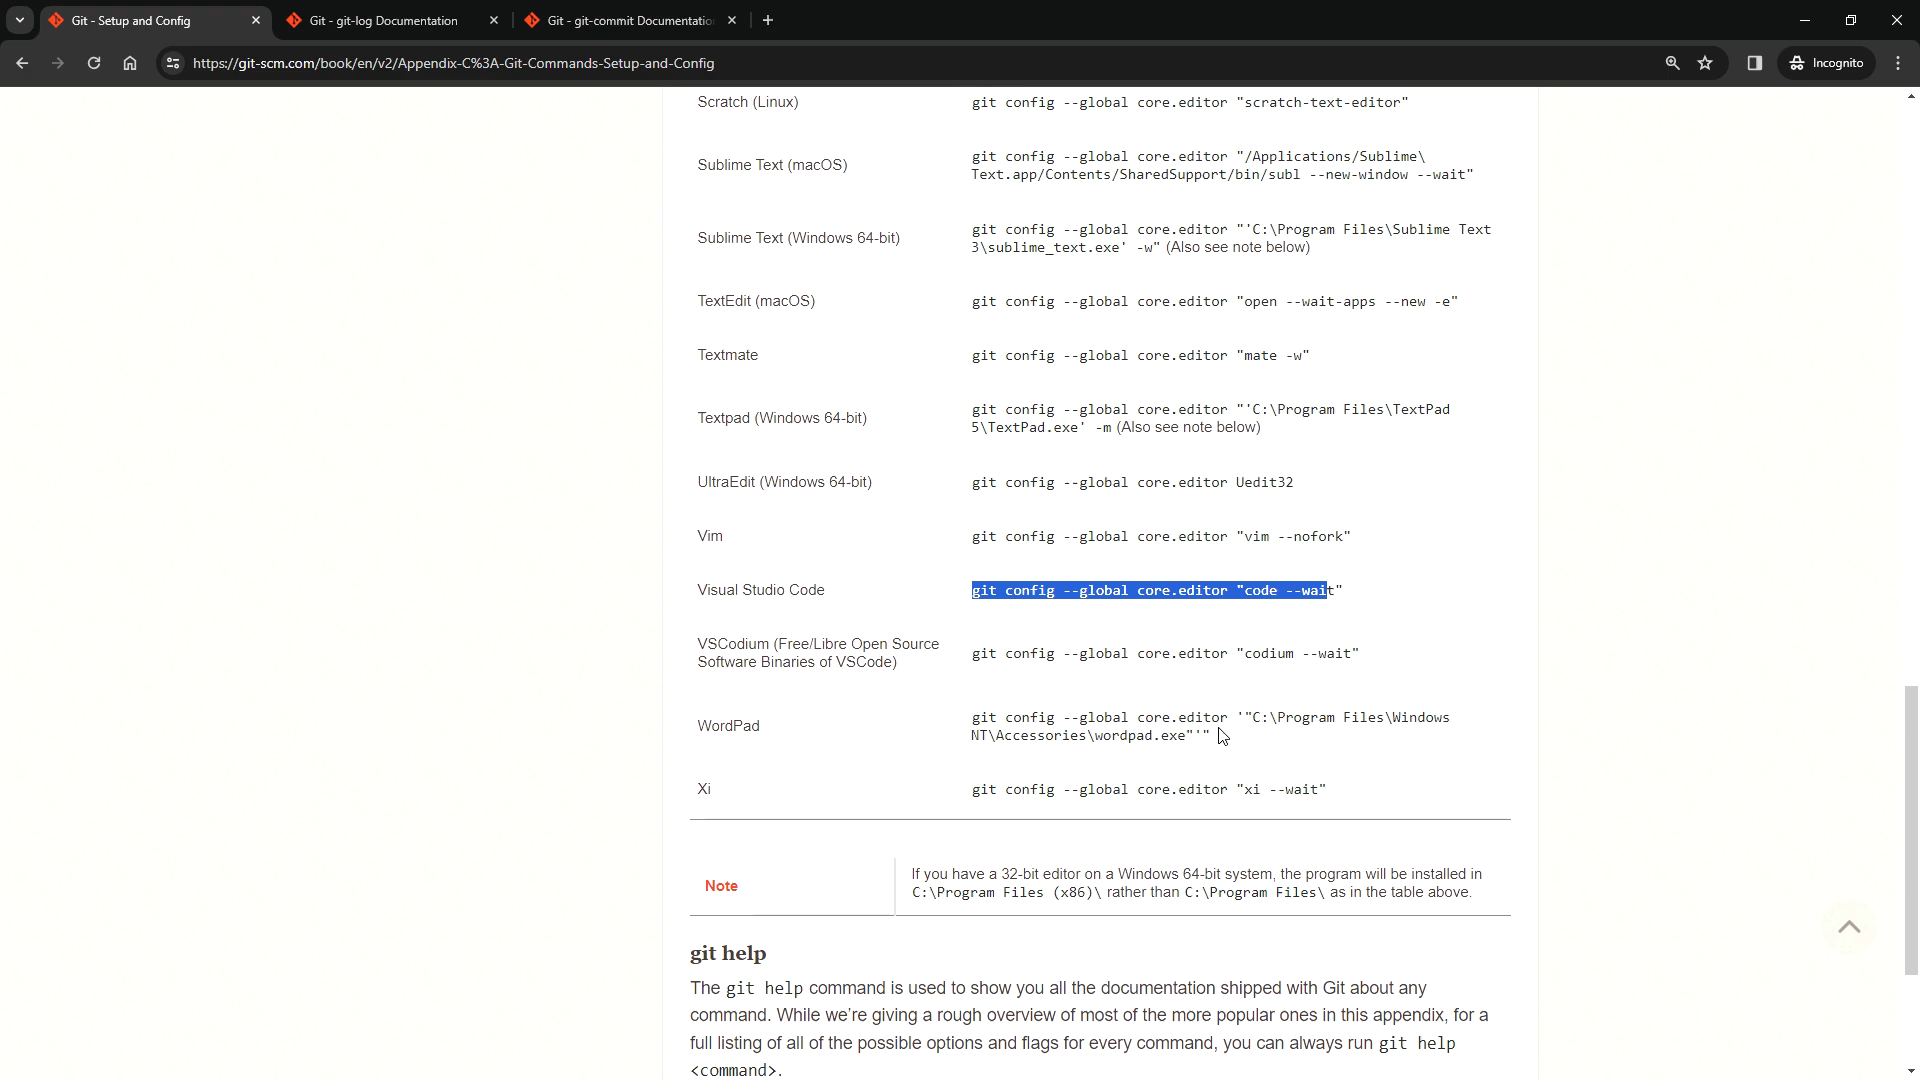 Git - Setup and Config
Git - git-log Documentation
Git - git-commit Documentatio
https://git-scm.com/book/en/v2/Appendix-C%3A-Git-Commands-Setup-and-Config
Incognito
Scratch (Linux)
git config --global core.editor "scratch-text-editor"
Sublime Text (macOS)
git config --global core.editor "/Applications/Sublime\
Text.app/Contents/SharedSupport/bin/subl --new-window --wait"
Sublime Text (Windows 64-bit)
git config --global core.editor "'C:\Program Files\Sublime Text
3\sublime_text.exe' -w" (Also see note below)
TextEdit (macOS)
git config --global core.editor "open --wait-apps --new -e"
Textmate
git config --global core.editor "mate -w"
Textpad (Windows 64-bit)
git config --global core.editor "'C:\Program Files\TextPad
5\TextPad.exe' -m (Also see note below)
UltraEdit (Windows 64-bit)
git config --global core.editor Uedit32
Vim
git config --global core.editor "vim --nofork"
Visual Studio Code
git config --global core.editor "code --wait"
VSCodium (Free/Libre Open Source
Software Binaries of VSCode)
git config --global core.editor "codium --wait"
WordPad
git config --global core.editor '"C:\Program Files\Windows
NT\Accessories\wordpad.exe"'"
Xi
git config --global core.editor "xi --wait"
Note
If you have a 32-bit editor on a Windows 64-bit system, the program will be installed in
C:\Program Files (x86)\ rather than C:\Program Files\ as in the table above.
git help
The git help command is used to show you all the documentation shipped with Git about any
command. While we're giving a rough overview of most of the more popular ones in this appendix, for a
full listing of all of the possible options and flags for every command, you can always run git help
<command>.